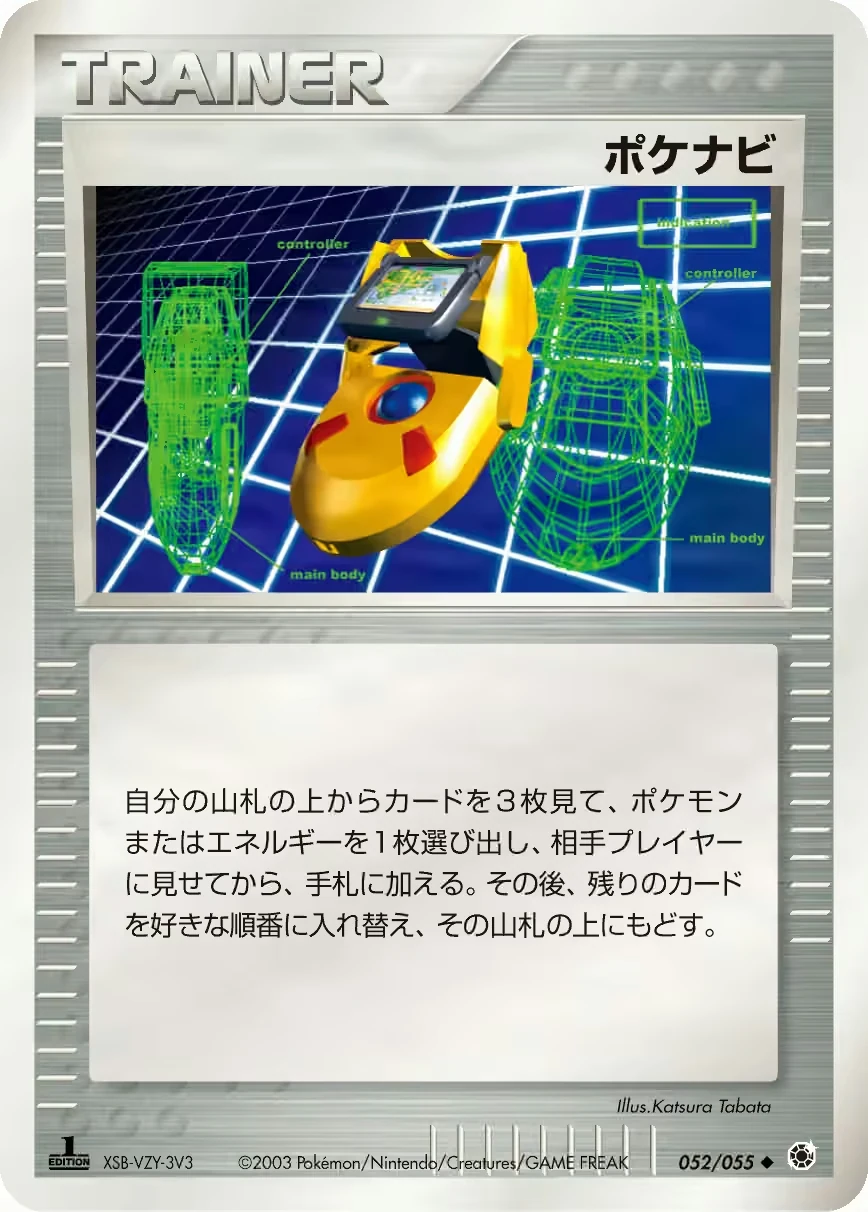 TRAINER
ポケナビ
indication
controller
controller
main body
main body
自分の山札の上からカードを３枚見て、ポケモン
またはエネルギーを１枚選び出し、相手プレイヤー
に見せてから、手札に加える。その後、残りのカード
を好きな順番に入れ替え、その山札の上にもどす。
Illus.Katsura Tabata
1
EDITION
XSB-VZY-3V3
©2003 Pokémon/Nintendo/Creatures/GAME FREAK
052/055 ◆